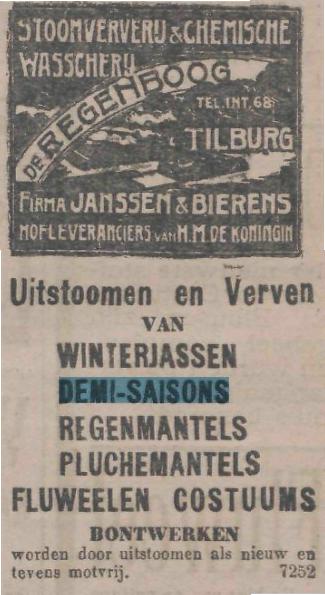 STOOMVERVERIJ & CHEMISCHE
WASSCHERIJ
DE REGENBOOG
TEL. INT. 68
TILBURG
FIRMA JANSSEN & BIERENS
HOFLEVERANCIERS VAN H.M. DE KONINGIN
Uitstoomen en Verven
VAN
WINTERJASSEN
DEMI-SAISONS
REGENMANTELS
PLUCHEMANTELS
FLUWEELEN COSTUUMS
BONTWERKEN
worden door uitstoomen als nieuw en
tevens motvrij. 7252